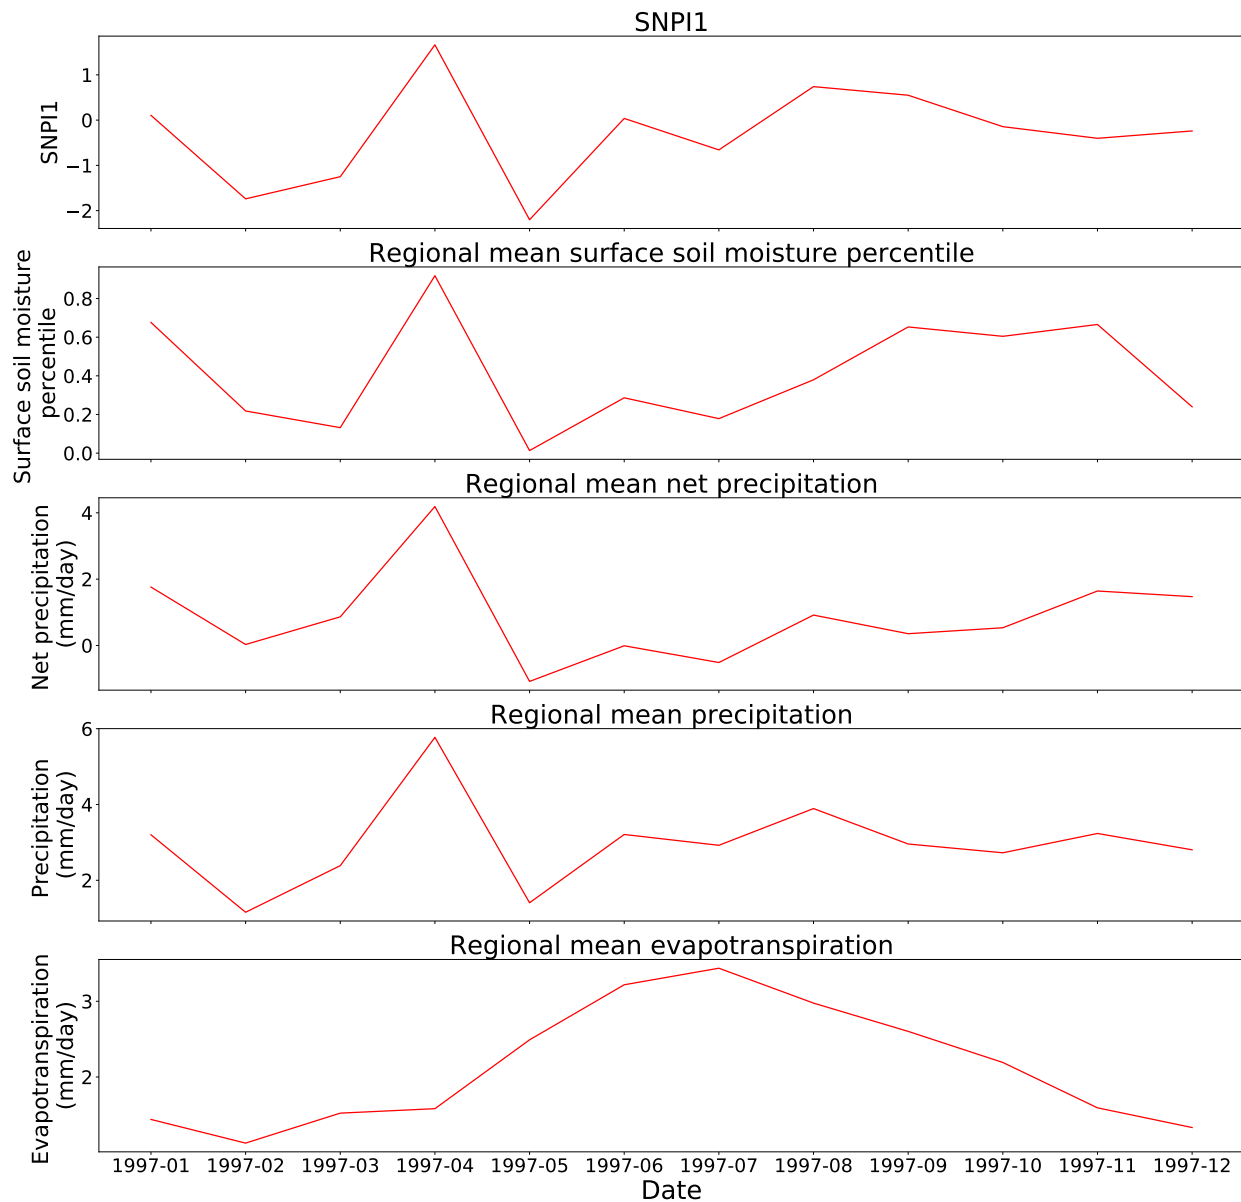 SNPI1
SNPI1
1
0
−1
−2
Regional mean surface soil moisture percentile
Surface soil moisture
percentile
0.8
0.6
0.4
0.2
0.0
Regional mean net precipitation
Net precipitation
(mm/day)
4
2
0
Regional mean precipitation
Precipitation
(mm/day)
6
4
2
Regional mean evapotranspiration
Evapotranspiration
(mm/day)
3
2
1997-01 1997-02 1997-03 1997-04 1997-05 1997-06 1997-07 1997-08 1997-09 1997-10 1997-11 1997-12
Date